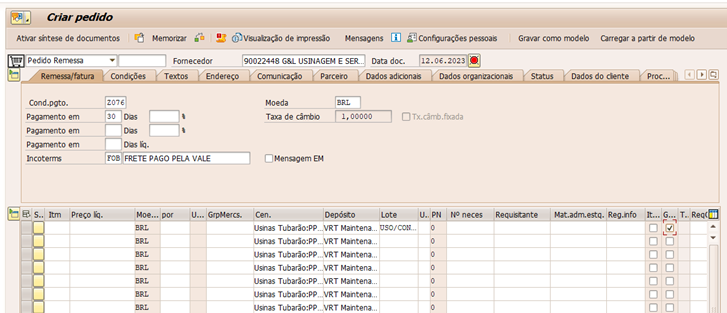 Criar pedido
Ativar síntese de documentos Memorizar Visualização de impressão Mensagens Configurações pessoais Gravar como modelo Carregar a partir de modelo
Pedido Remessa Fornecedor 90022448 G&L USINAGEM E SER... Data doc. 12.06.2023
Remessa/fatura Condições Textos Endereço Comunicação Parceiro Dados adicionais Dados organizacionais Status Dados do cliente Proc...
Cond.pgto. Z076 Moeda BRL
Pagamento em 30 Dias % Taxa de câmbio 1,00000 Tx.câmb.fixada
Pagamento em Dias %
Pagamento em Dias líq.
Incoterms FOB FRETE PAGO PELA VALE Mensagem EM
S.. Itm Preço líq. Moe... por U... GrpMercs. Cen. Depósito Lote U.. PN Nº neces Requisitante Mat.adm.estq. Reg.info It... G... T.. Req
BRL Usinas Tubarão:PP... VRT Maintena... USO/CON... 0
BRL Usinas Tubarão:PP... VRT Maintena... 0
BRL Usinas Tubarão:PP... VRT Maintena... 0
BRL Usinas Tubarão:PP... VRT Maintena... 0
BRL Usinas Tubarão:PP... VRT Maintena... 0
BRL Usinas Tubarão:PP... VRT Maintena... 0
BRL Usinas Tubarão:PP... VRT Maintena... 0